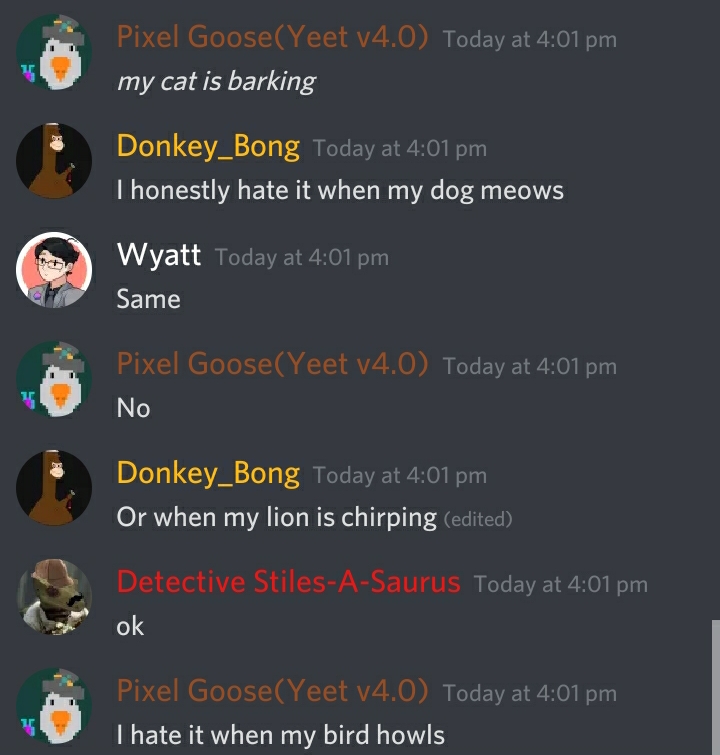 Pixel Goose(Yeet v4.0) Today at 4:01 pm
my cat is barking
Donkey_Bong Today at 4:01 pm
I honestly hate it when my dog meows
Wyatt Today at 4:01 pm
Same
Pixel Goose(Yeet v4.0) Today at 4:01 pm
No
Donkey_Bong Today at 4:01 pm
Or when my lion is chirping (edited)
Detective Stiles-A-Saurus Today at 4:01 pm
ok
Pixel Goose(Yeet v4.0) Today at 4:01 pm
I hate it when my bird howls